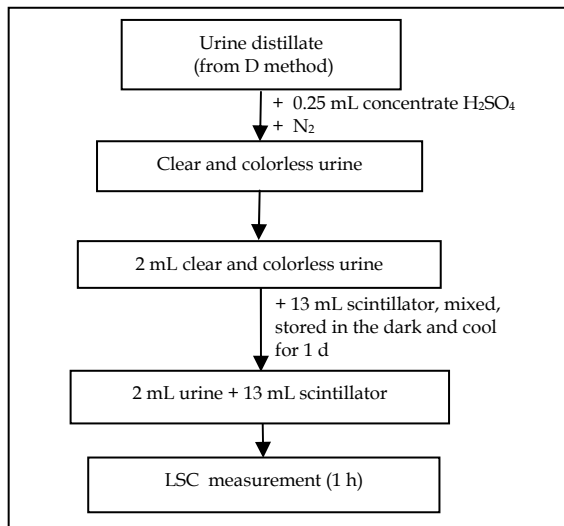 Urine distillate
(from D method)
+ 0.25 mL concentrate H₂SO₄
+ N₂
Clear and colorless urine
2 mL clear and colorless urine
+ 13 mL scintillator, mixed,
stored in the dark and cool
for 1 d
2 mL urine + 13 mL scintillator
LSC measurement (1 h)